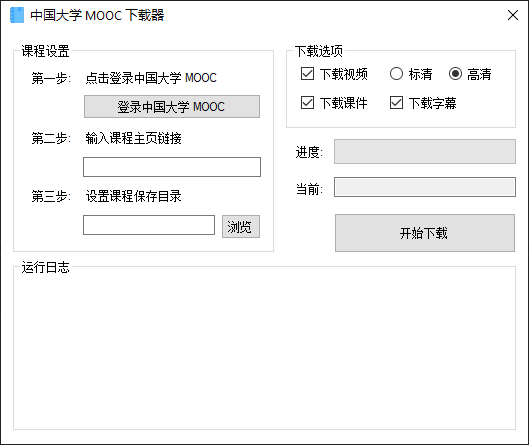 中国大学 MOOC 下载器
课程设置
第一步: 点击登录中国大学 MOOC
登录中国大学 MOOC
第二步: 输入课程主页链接
第三步: 设置课程保存目录
浏览
下载选项
下载视频 标清 高清
下载课件 下载字幕
进度:
当前:
开始下载
运行日志